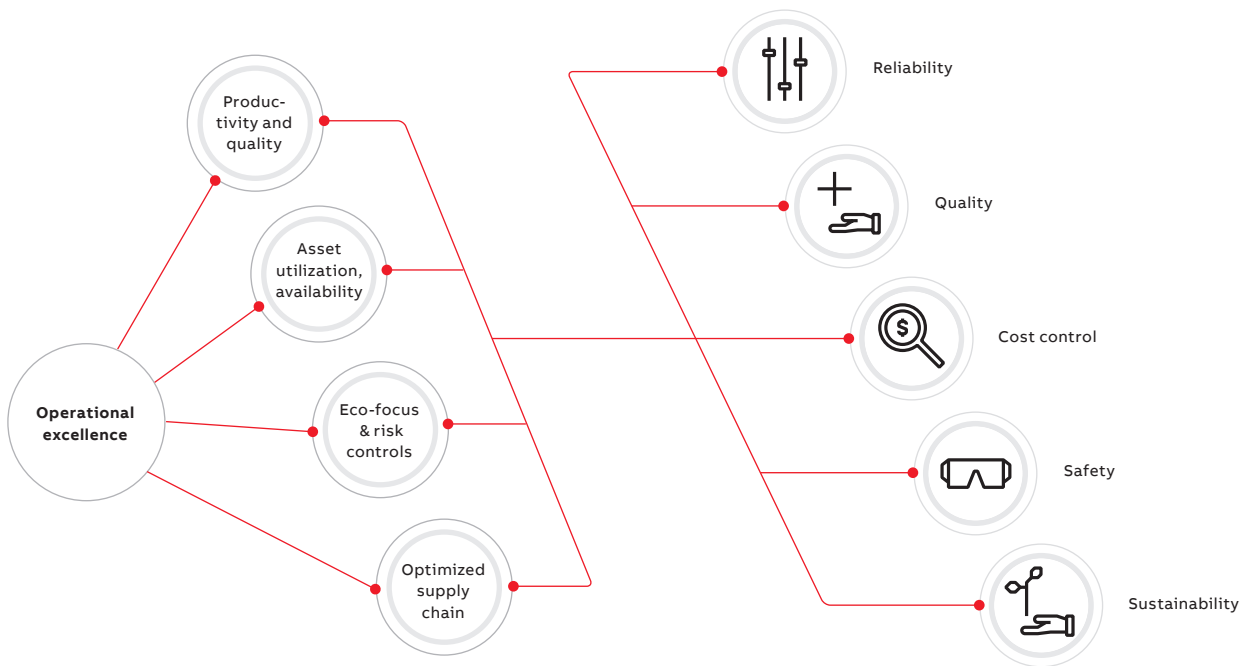 Operational
excellence
Produc-
tivity and
quality
Asset
utilization,
availability
Eco-focus
& risk
controls
Optimized
supply
chain
Reliability
Quality
$
Cost control
Safety
Sustainability